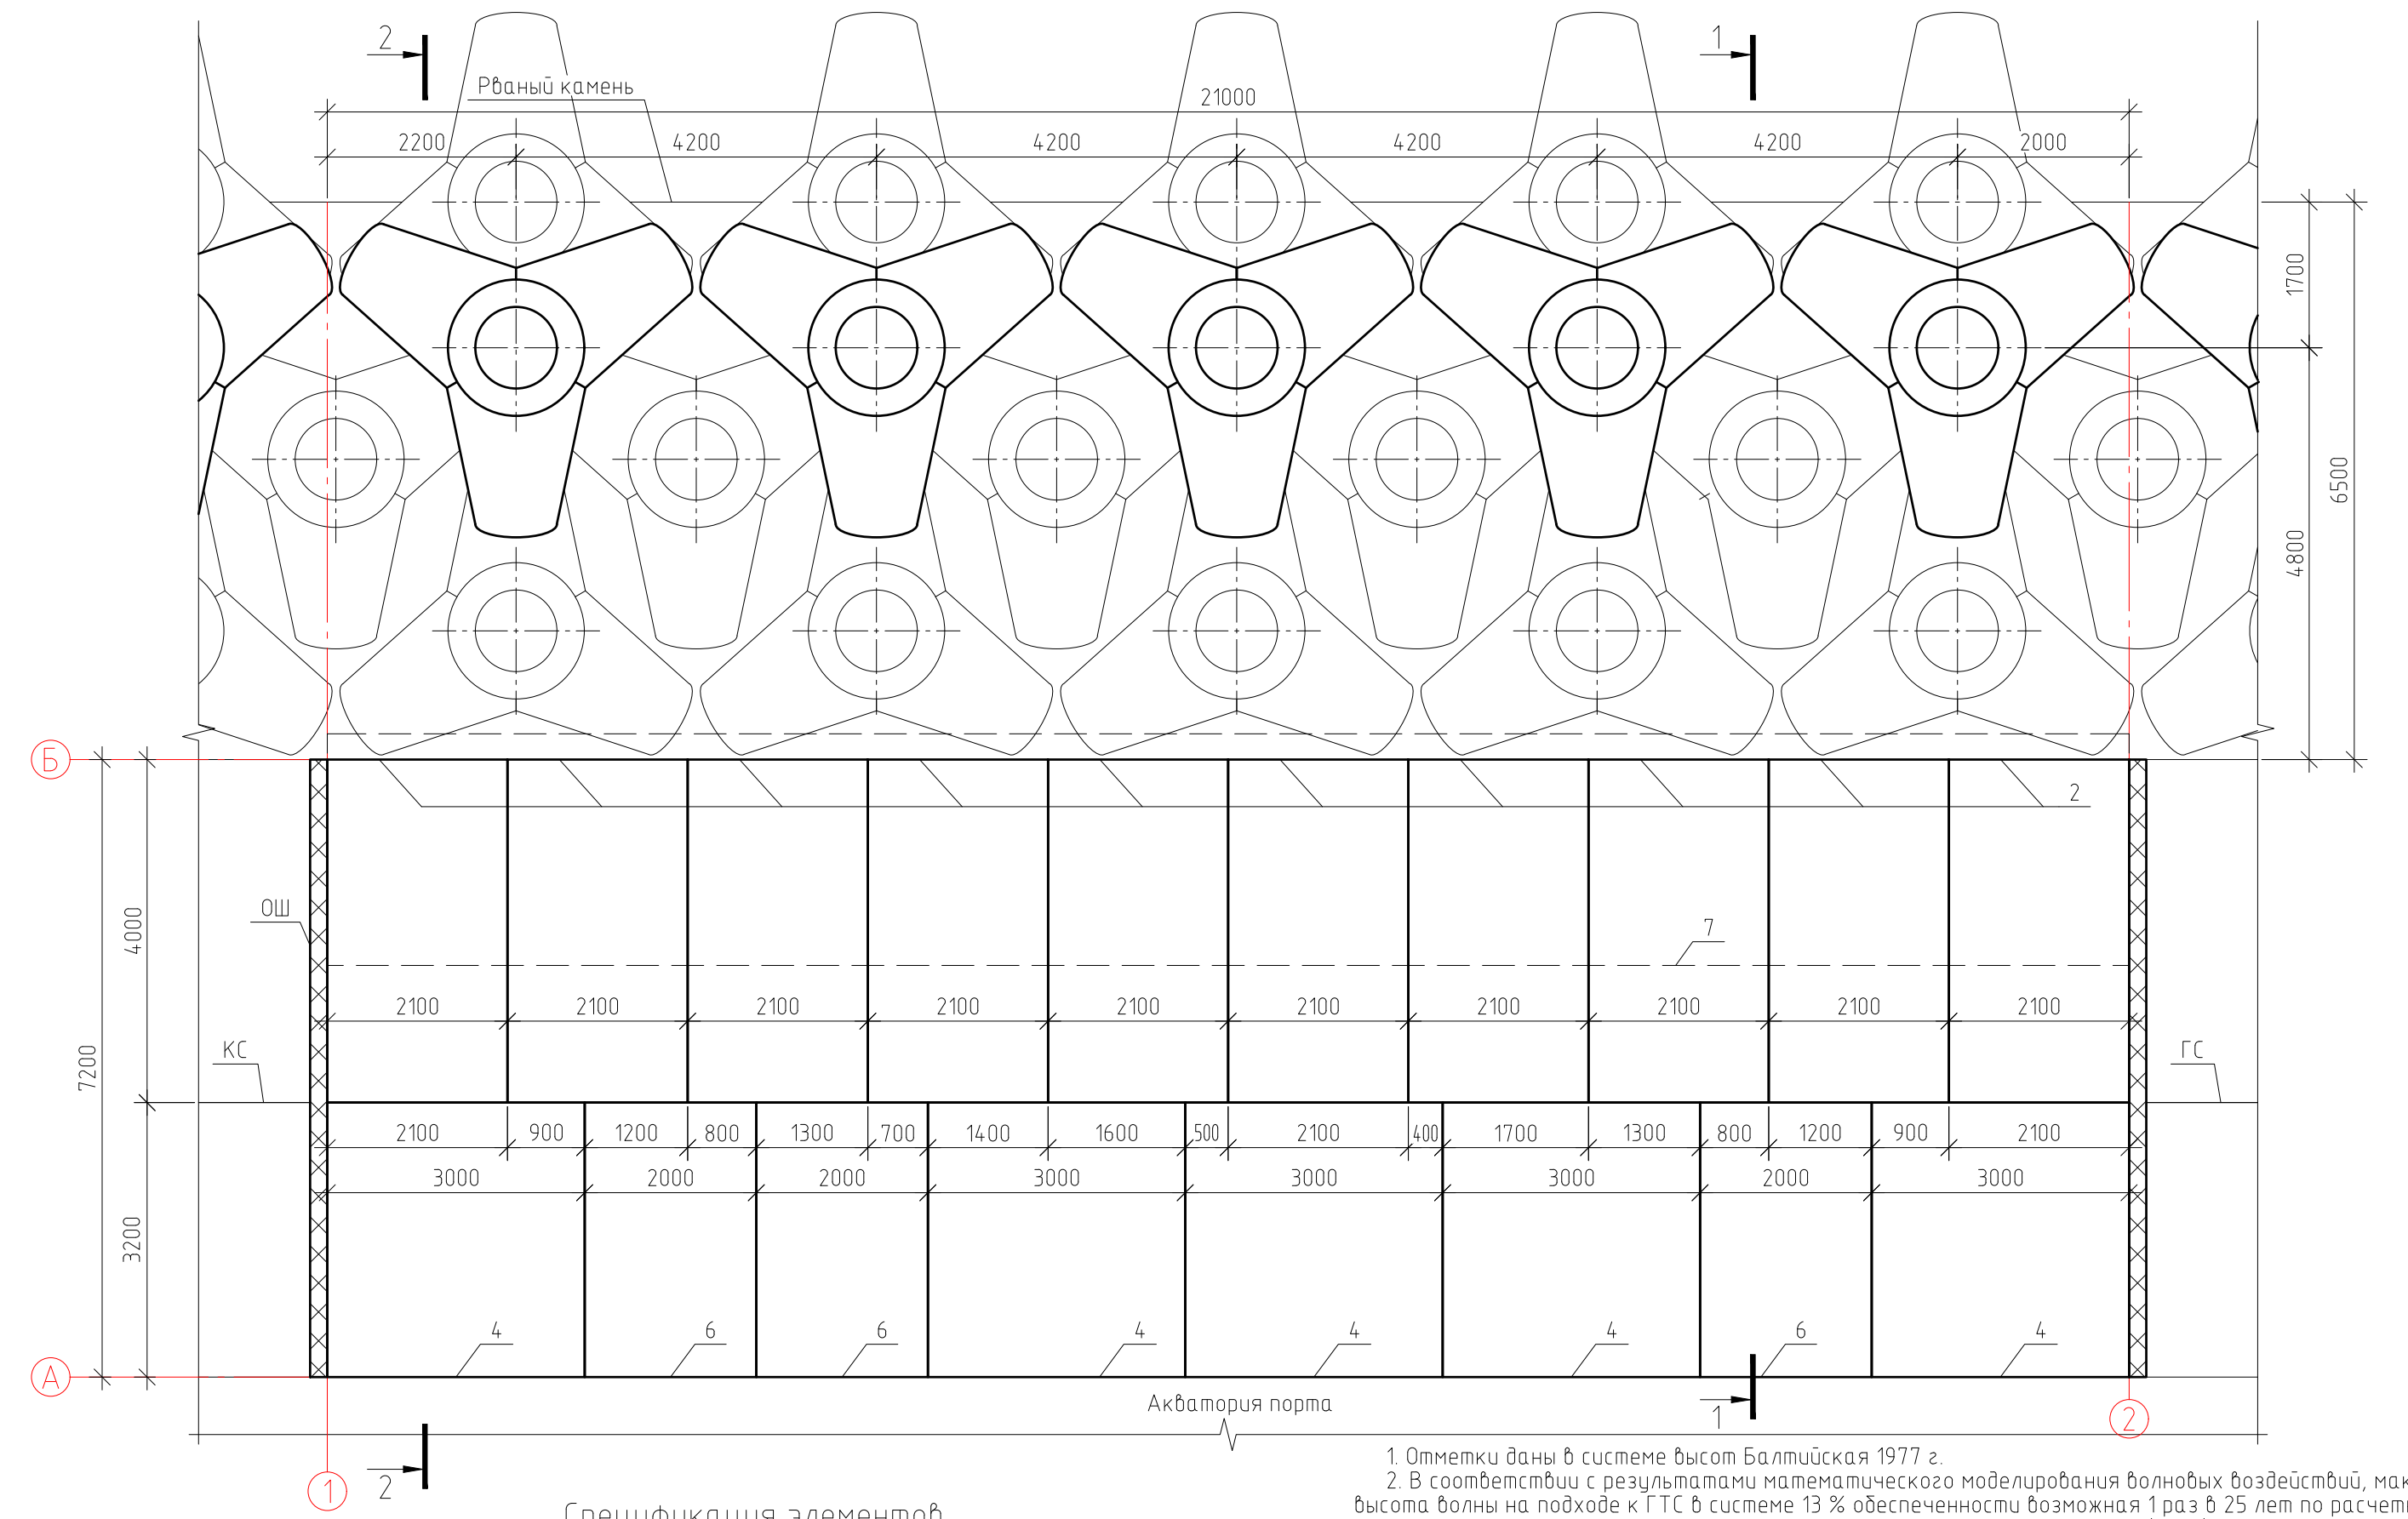 2
1
Рваный камень
21000
2200 4200 4200 4200 4200 2000
1700
6500
4800
Б
2
ОШ
4000
7
2100 2100 2100 2100 2100 2100 2100 2100 2100 2100
КС
ГС
7200
2100 900 1200 800 1300 700 1400 1600 500 2100 400 1700 1300 800 1200 900 2100
3000 2000 2000 3000 3000 3000 2000 3000
3200
4 6 6 4 4 4 6 4
А
Акватория порта
1
2
1. Отметки даны в системе высот Балтийская 1977 г.
2
1
2. В соответствии с результатами математического моделирования волновых воздействий, мак
высота волны на подходе к ГТС в системе 13 % обеспеченности возможная 1 раз в 25 лет по расчет
Спецификация элементов